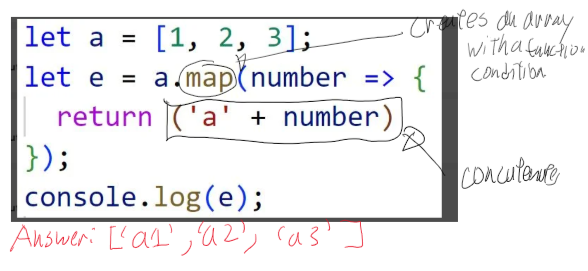 let a = [1, 2, 3];
let e = a.map(number => {
return ('a' + number)
});
console.log(e);
creates an array
with a function
condition
concatenate
Answer: ['a1', 'a2', 'a3']